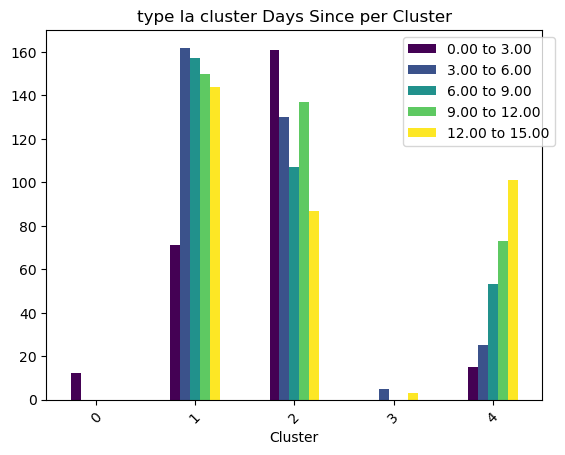 type Ia cluster Days Since per Cluster
0.00 to 3.00
3.00 to 6.00
6.00 to 9.00
9.00 to 12.00
12.00 to 15.00
160
140
120
100
80
60
40
20
0
0 1 2 3 4
Cluster